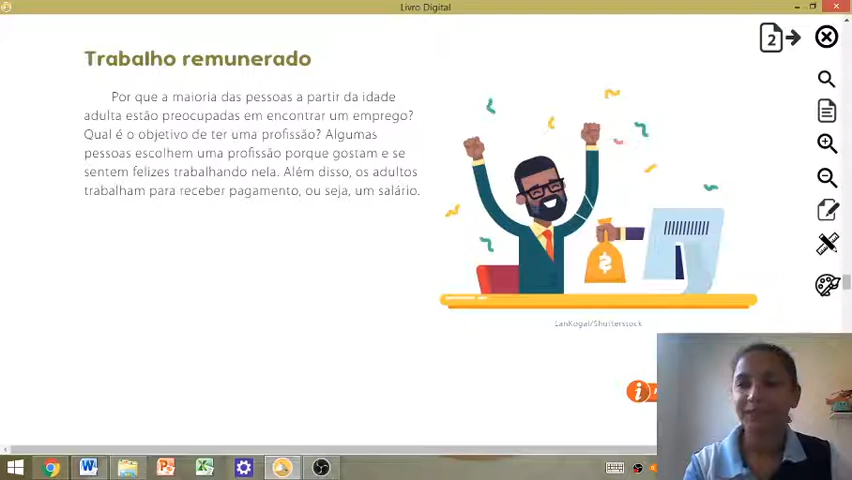 Livro Digital
Trabalho remunerado
2
Por que a maioria das pessoas a partir da idade
adulta estão preocupadas em encontrar um emprego?
Qual é o objetivo de ter uma profissão? Algumas
pessoas escolhem uma profissão porque gostam e se
sentem felizes trabalhando nela. Além disso, os adultos
trabalham para receber pagamento, ou seja, um salário.
$
LanKogal/Shutterstock
i